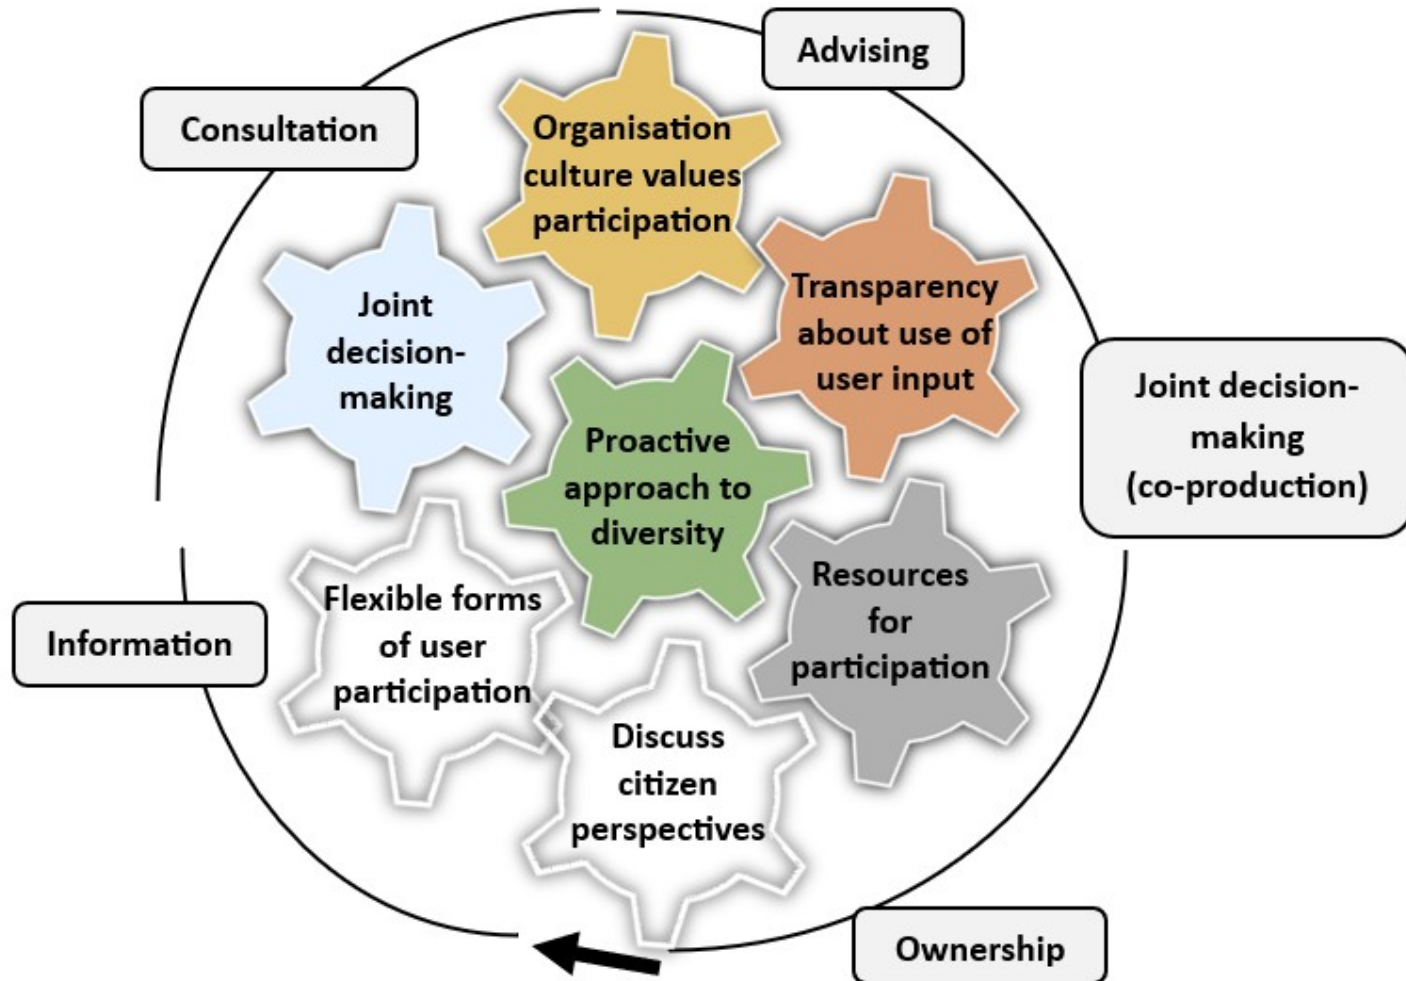 Advising
Consultation
Organisation
culture values
participation
Transparency
about use of
user input
Joint
decision-
making
Joint decision-
making
(co-production)
Proactive
approach to
diversity
Resources
for
participation
Flexible forms
of user
participation
Information
Discuss
citizen
perspectives
Ownership